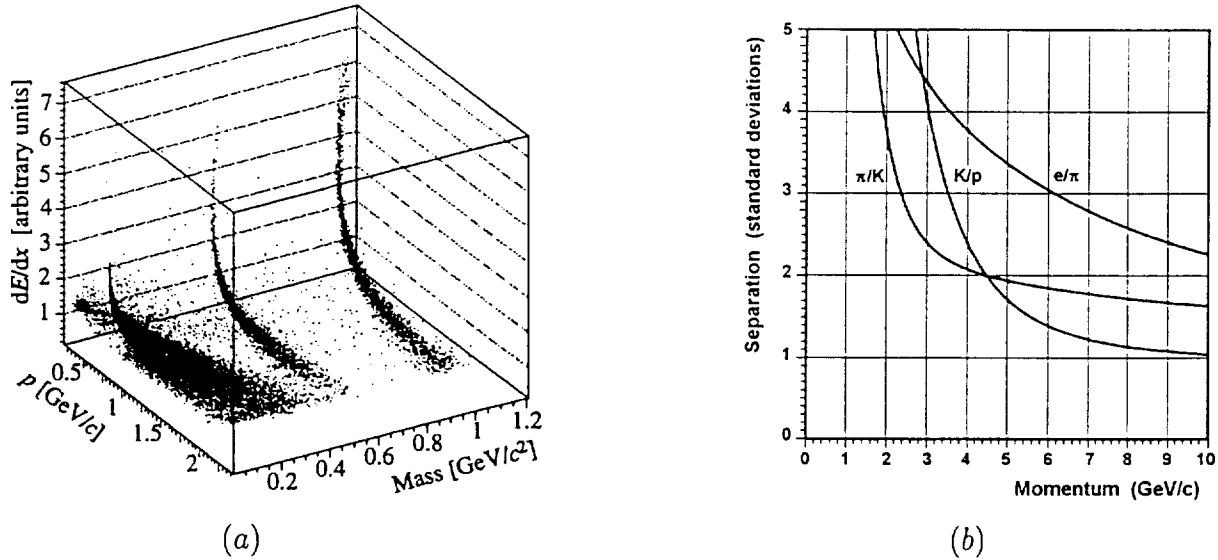 dE/dx [arbitrary units]
7
6
5
4
3
2
1
0.5
1
1.5
2
p [GeV/c]
0.2
0.4
0.6
0.8
1
1.2
Mass [GeV/c²]
(a)
Separation (standard deviations)
5
4
3
2
1
0
π/K
K/p
e/π
0 1 2 3 4 5 6 7 8 9 10
Momentum (GeV/c)
(b)